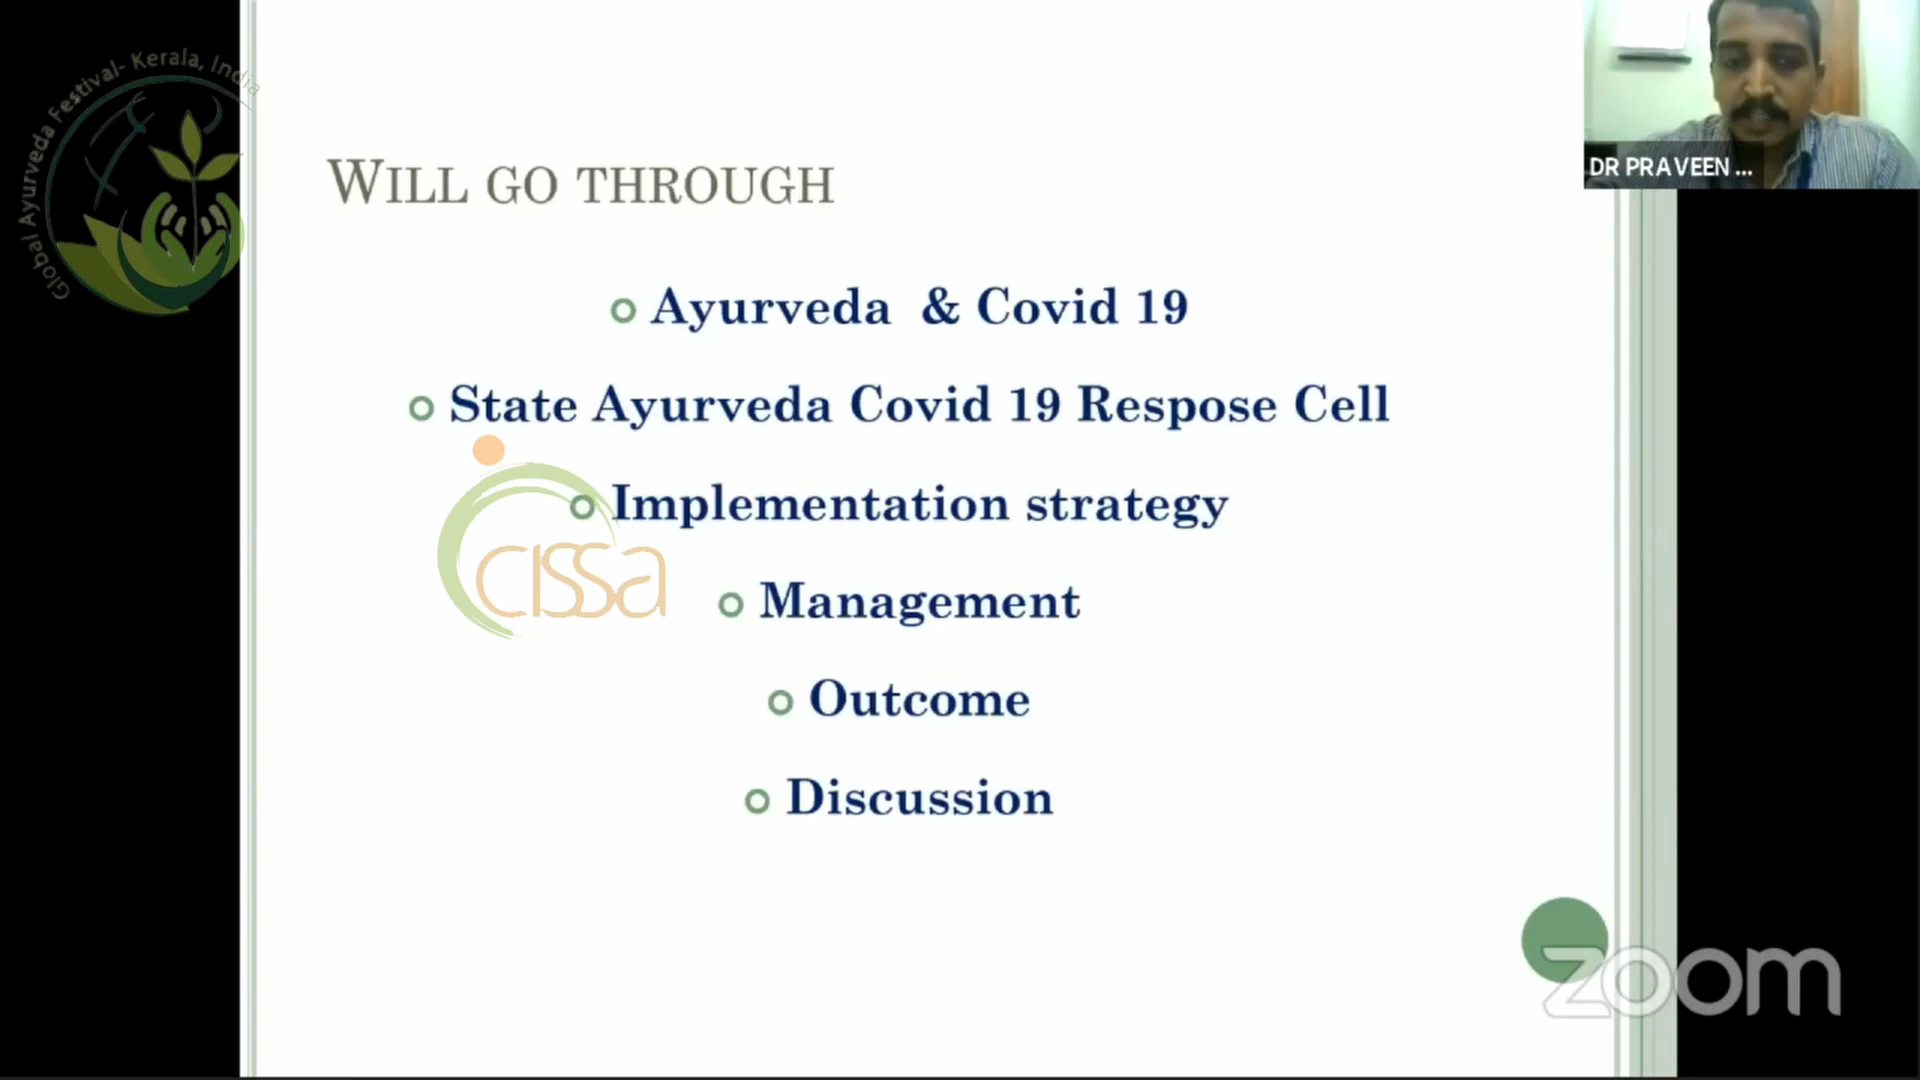 Global Ayurveda Festival- Kerala, India
DR PRAVEEN ...
WILL GO THROUGH
Ayurveda & Covid 19
State Ayurveda Covid 19 Respose Cell
Implementation strategy
cissa
Management
Outcome
Discussion
zoom